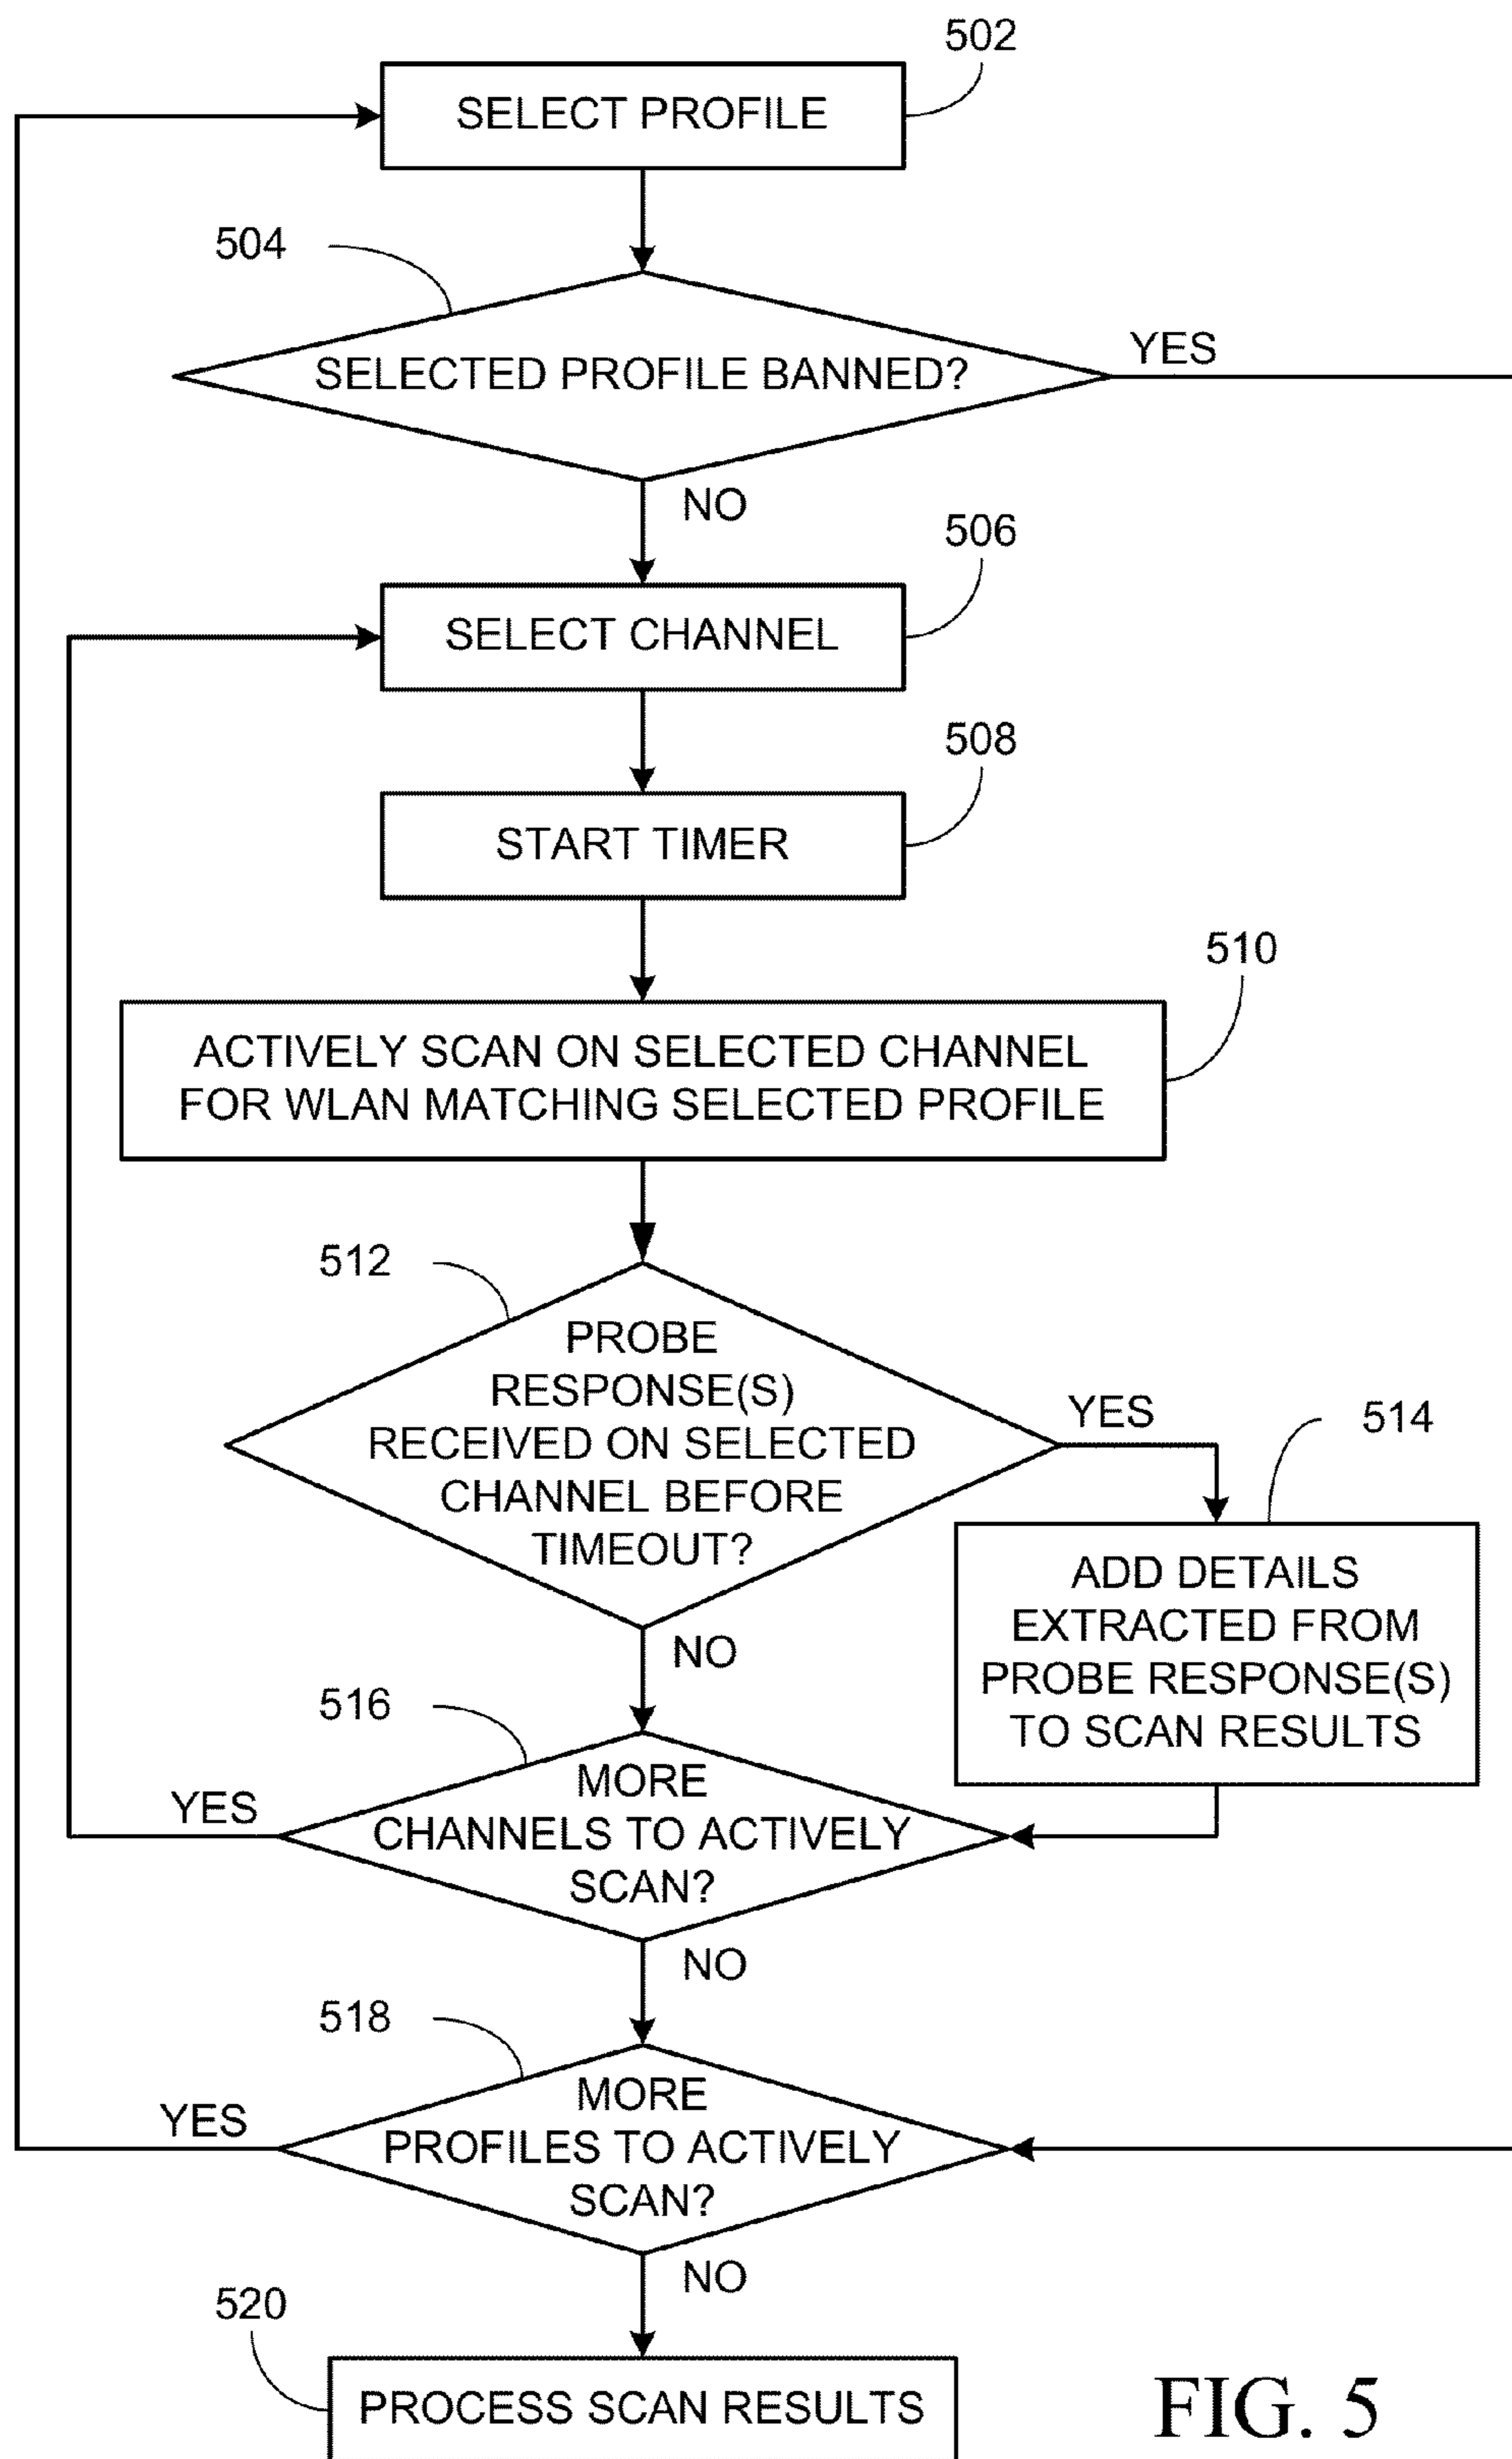 502
SELECT PROFILE
504
SELECTED PROFILE BANNED?
YES
NO
506
SELECT CHANNEL
508
START TIMER
510
ACTIVELY SCAN ON SELECTED CHANNEL
FOR WLAN MATCHING SELECTED PROFILE
512
PROBE
RESPONSE(S)
RECEIVED ON SELECTED
CHANNEL BEFORE
TIMEOUT?
YES
514
ADD DETAILS
EXTRACTED FROM
PROBE RESPONSE(S)
TO SCAN RESULTS
NO
516
MORE
CHANNELS TO ACTIVELY
SCAN?
YES
NO
518
MORE
PROFILES TO ACTIVELY
SCAN?
YES
NO
520
PROCESS SCAN RESULTS
FIG. 5